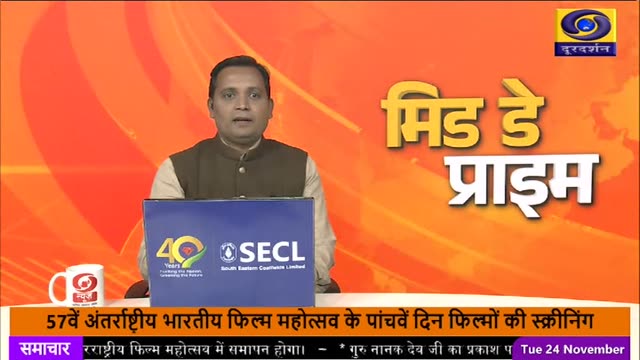 दूरदर्शन
मिड डे
प्राइम
40
Years
SECL
South Eastern Coalfields Limited
न्यूज़
57वें अंतर्राष्ट्रीय भारतीय फिल्म महोत्सव के पांचवें दिन फिल्मों की स्क्रीनिंग
समाचार
राष्ट्रीय फिल्म महोत्सव में समापन होगा। - * गुरु नानक देव जी का प्रकाश
Tue 24 November